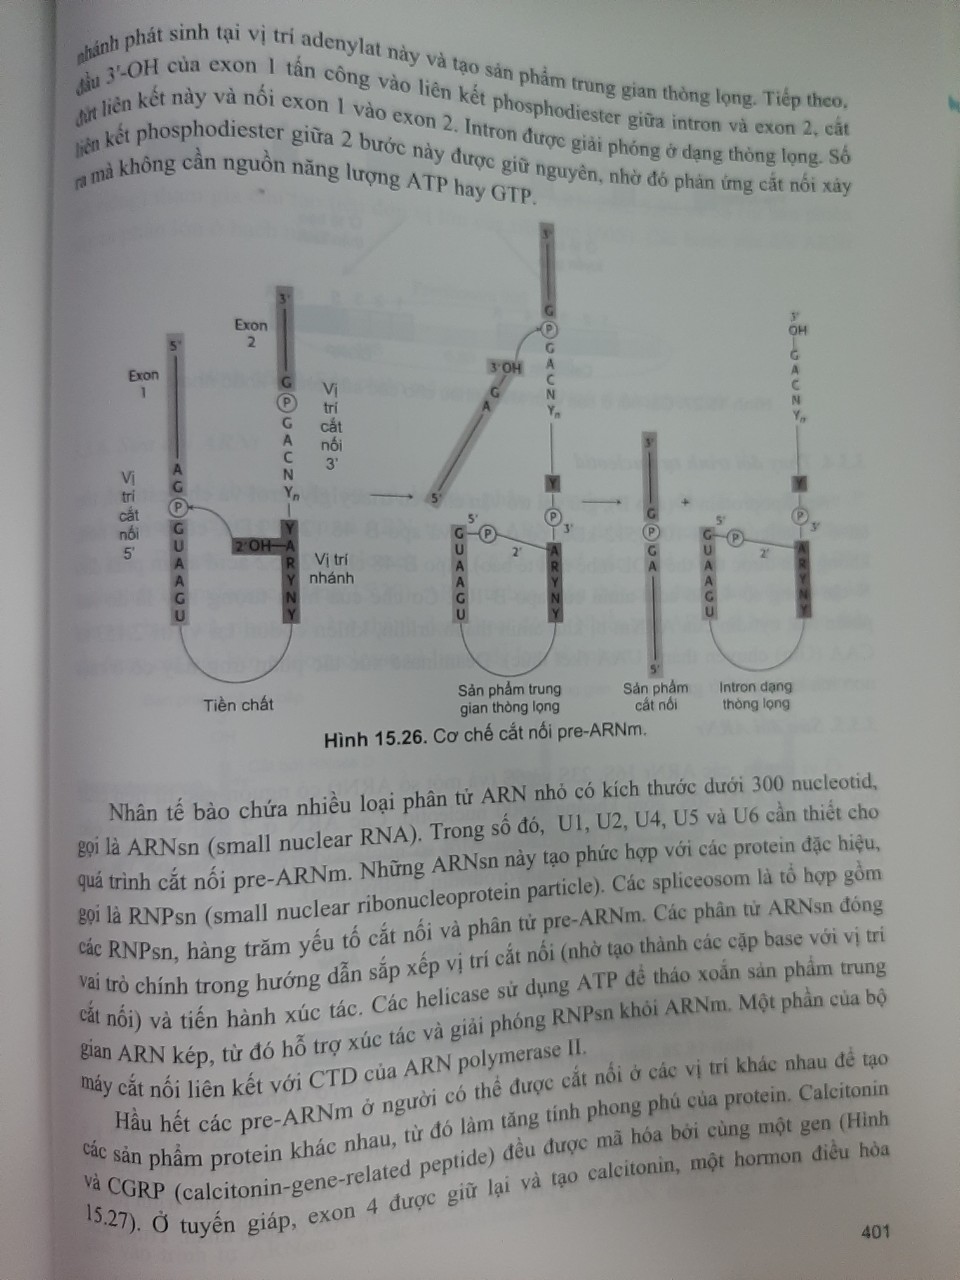 nhánh phát sinh tại vị trí adenylat này và tạo sản phẩm trung gian thòng lọng. Tiếp theo,
đầu 3'-OH của exon 1 tấn công vào liên kết phosphodiester giữa intron và exon 2, cắt
đứt liên kết này và nối exon 1 vào exon 2. Intron được giải phóng ở dạng thòng lọng. Số
liên kết phosphodiester giữa 2 bước này được giữ nguyên, nhờ đó phản ứng cắt nối xảy
ra mà không cần nguồn năng lượng ATP hay GTP.
Exon
1
5'
A
G
P
G
U
A
A
G
U
Vị
trí
cắt
nối
5'
Exon
2
3'
G
P
G
A
C
N
Yn
Y
A
R
Y
N
Y
2'OH
Vị
trí
cắt
nối
3'
Vị trí
nhánh
Tiền chất
3'
G
P
G
A
C
N
Yn
Y
P
3'
A
R
Y
N
Y
3'OH
G
A
5'
5'
P
2'
G
U
A
A
G
U
Sản phẩm trung
gian thòng lọng
3'
G
P
G
A
5'
Sản phẩm
cắt nối
+
3'
OH
G
A
C
N
Yn
Y
P
3'
A
R
Y
N
Y
5'
P
2'
G
U
A
A
G
U
Intron dạng
thòng lọng
Hình 15.26. Cơ chế cắt nối pre-ARNm.
Nhân tế bào chứa nhiều loại phân tử ARN nhỏ có kích thước dưới 300 nucleotid,
gọi là ARNsn (small nuclear RNA). Trong số đó, U1, U2, U4, U5 và U6 cần thiết cho
quá trình cắt nối pre-ARNm. Những ARNsn này tạo phức hợp với các protein đặc hiệu,
gọi là RNPsn (small nuclear ribonucleoprotein particle). Các spliceosom là tổ hợp gồm
các RNPsn, hàng trăm yếu tố cắt nối và phân tử pre-ARNm. Các phân tử ARNsn đóng
vai trò chính trong hướng dẫn sắp xếp vị trí cắt nối (nhờ tạo thành các cặp base với vị trí
cắt nối) và tiến hành xúc tác. Các helicase sử dụng ATP để tháo xoắn sản phẩm trung
gian ARN kép, từ đó hỗ trợ xúc tác và giải phóng RNPsn khỏi ARNm. Một phần của bộ
máy cắt nối liên kết với CTD của ARN polymerase II.
Hầu hết các pre-ARNm ở người có thể được cắt nối ở các vị trí khác nhau để tạo
các sản phẩm protein khác nhau, từ đó làm tăng tính phong phú của protein. Calcitonin
và CGRP (calcitonin-gene-related peptide) đều được mã hóa bởi cùng một gen (Hình
15.27). Ở tuyến giáp, exon 4 được giữ lại và tạo calcitonin, một hormon điều hòa
401